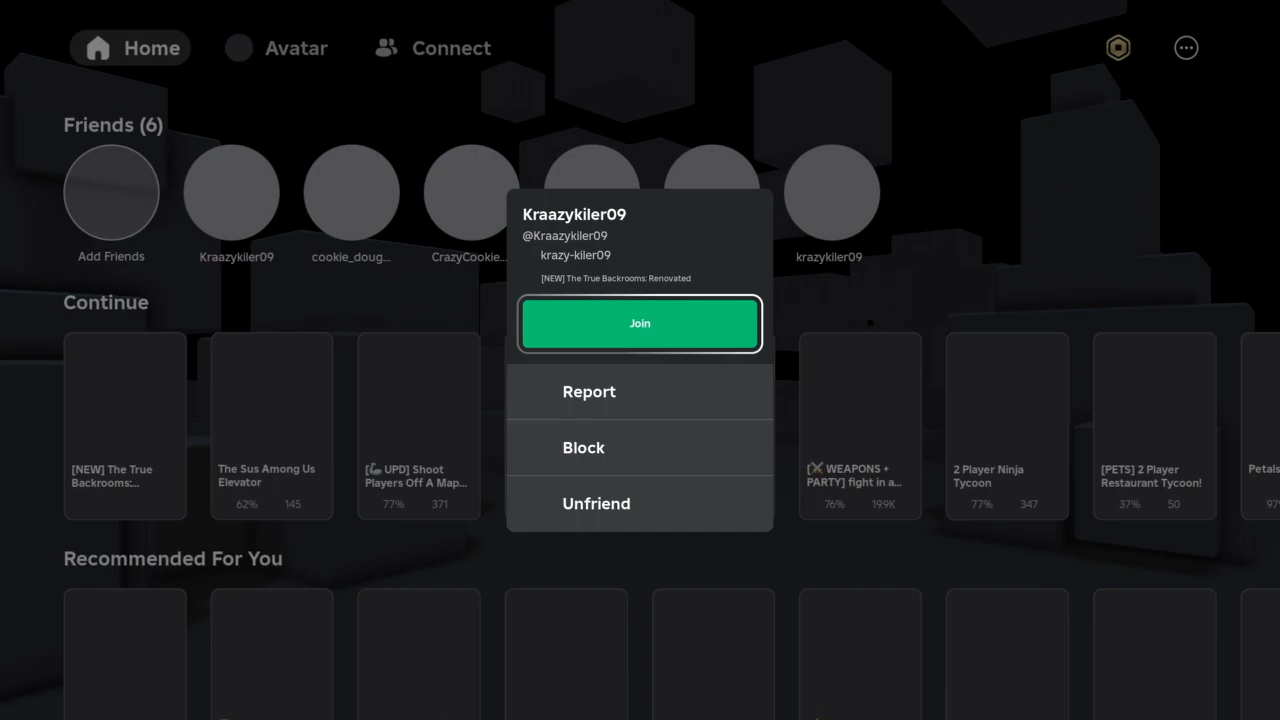 Home Avatar Connect
Friends (6)
Add Friends Kraazykiler09 cookie_doug... CrazyCookie... krazykiler09
Kraazykiler09
@Kraazykiler09
krazy-kiler09
[NEW] The True Backrooms: Renovated
Join
Report
Block
Unfriend
Continue
[NEW] The True
Backrooms:...
The Sus Among Us
Elevator
62% 145
[🦾 UPD] Shoot
Players Off A Map...
77% 371
[⚔️ WEAPONS +
PARTY] fight in a...
76% 19.9K
2 Player Ninja
Tycoon
77% 347
[PETS] 2 Player
Restaurant Tycoon!
37% 50
Petals
97%
Recommended For You